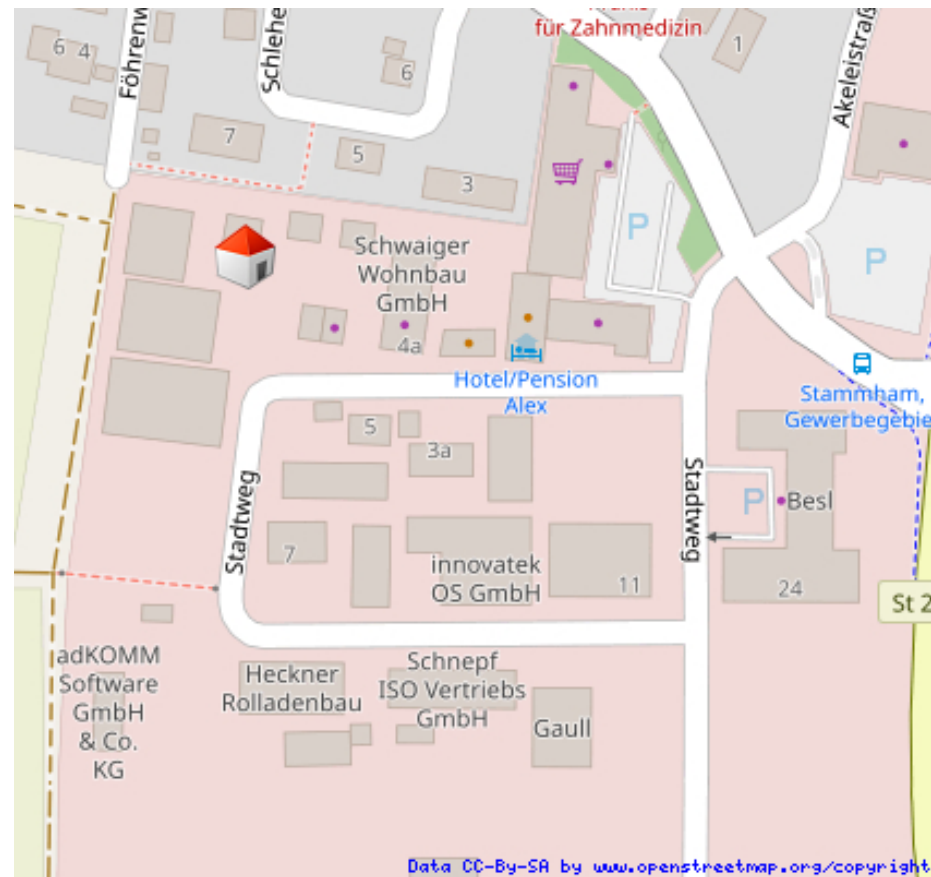 für Zahnmedizin
1
6 4
Föhrenw
Schlehe
6
Akeleistraß
7
5
3
P
P
Schwaiger
Wohnbau
GmbH
4a
Hotel/Pension
Alex
Stammham,
Gewerbegebie
5
3a
Stadtweg
Stadtweg
P
Besl
7
innovatek
OS GmbH
11
24
St 2
adKOMM
Software
GmbH
& Co.
KG
Heckner
Rolladenbau
Schnepf
ISO Vertriebs
GmbH
Gaull
Data CC-By-SA by www.openstreetmap.org/copyright